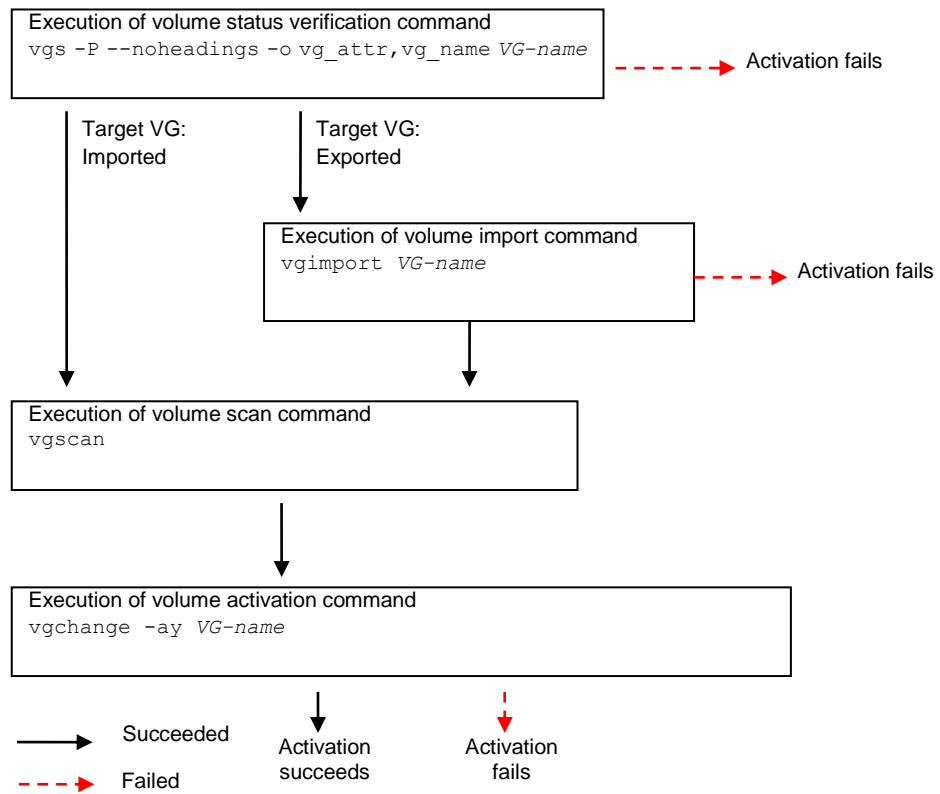 Execution of volume status verification command
vgs -P --noheadings -o vg_attr,vg_name VG-name
Activation fails
Target VG:
Imported
Target VG:
Exported
Execution of volume import command
vgimport VG-name
Activation fails
Execution of volume scan command
vgscan
Execution of volume activation command
vgchange -ay VG-name
Succeeded
Failed
Activation
succeeds
Activation
fails